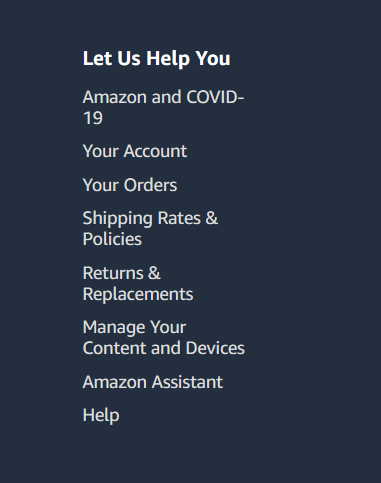 Let Us Help You
Amazon and COVID-
19
Your Account
Your Orders
Shipping Rates &
Policies
Returns &
Replacements
Manage Your
Content and Devices
Amazon Assistant
Help